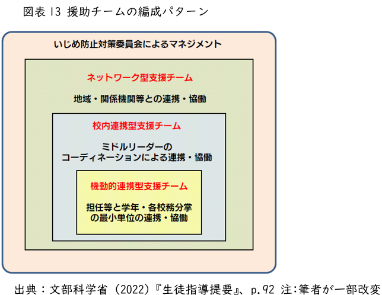 図表13 援助チームの編成パターン
いじめ防止対策委員会によるマネジメント
ネットワーク型支援チーム
地域・関係機関等との連携・協働
校内連携型支援チーム
ミドルリーダーの
コーディネーションによる連携・協働
機動的連携型支援チーム
担任等と学年・各校務分掌
の最小単位の連携・協働
出典：文部科学省（2022）『生徒指導提要』、p.92 注:筆者が一部改変